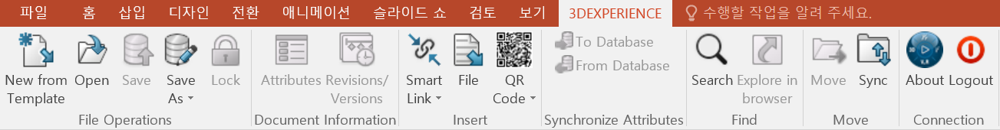 파일 홈 삽입 디자인 전환 애니메이션 슬라이드 쇼 검토 보기 3DEXPERIENCE 수행할 작업을 알려 주세요.
New from Template
Open
Save
Save As
Lock
File Operations
Attributes
Revisions/ Versions
Document Information
Smart Link
File
QR Code
Insert
To Database
From Database
Synchronize Attributes
Search
Explore in browser
Find
Move
Sync
Move
About
Logout
Connection